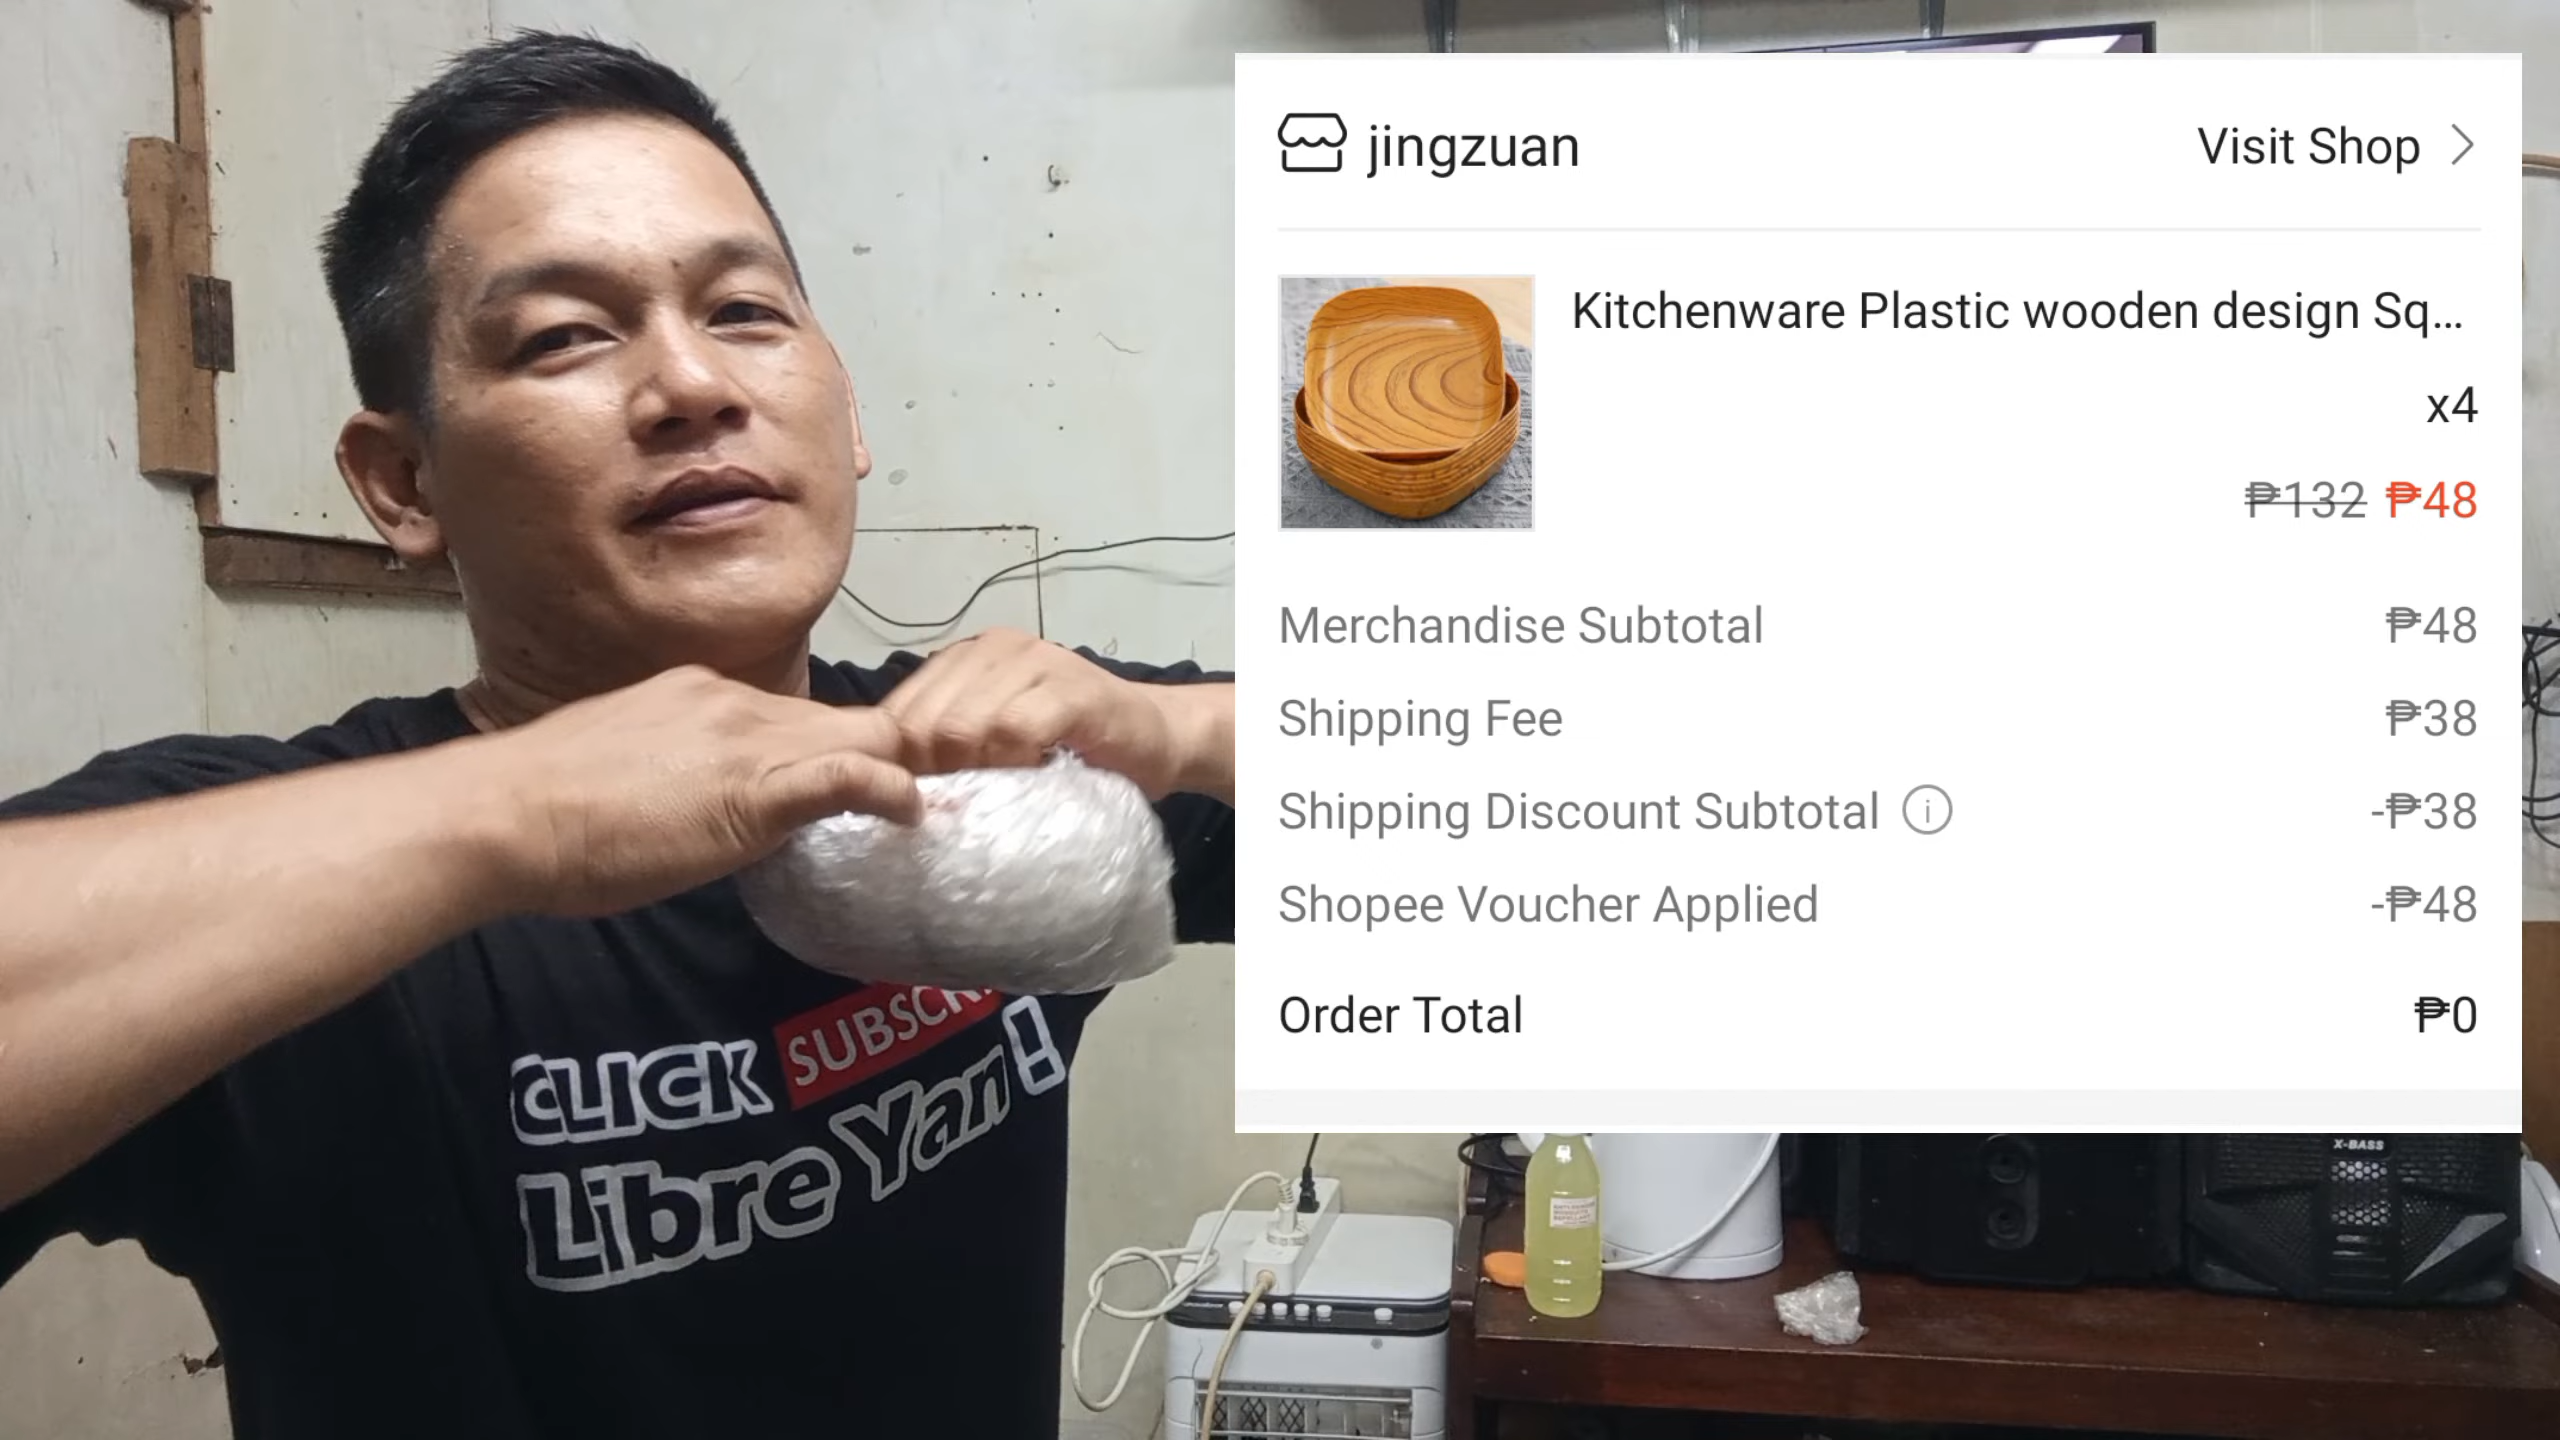 jingzuan
Visit Shop
Kitchenware Plastic wooden design Sq...
x4
₱132 ₱48
Merchandise Subtotal ₱48
Shipping Fee ₱38
Shipping Discount Subtotal -₱38
Shopee Voucher Applied -₱48
Order Total ₱0
CLICK
Libre Yan!
X-BASS